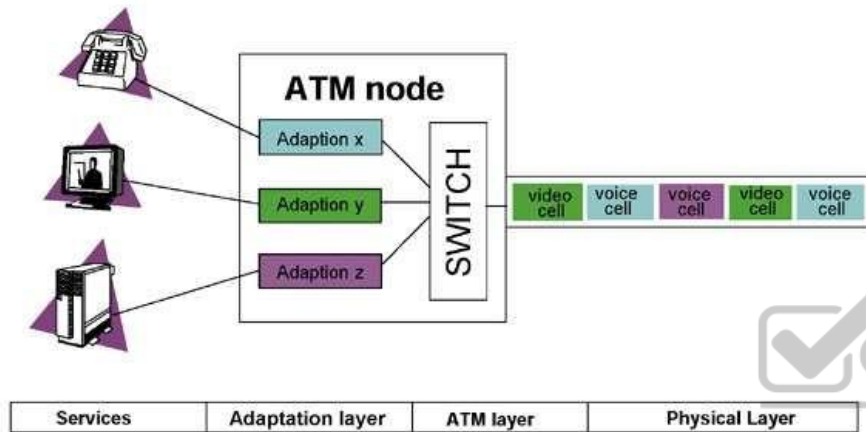 ATM node
Adaption x
Adaption y
Adaption z
SWITCH
video cell
voice cell
voice cell
video cell
voice cell
Services
Adaptation layer
ATM layer
Physical Layer